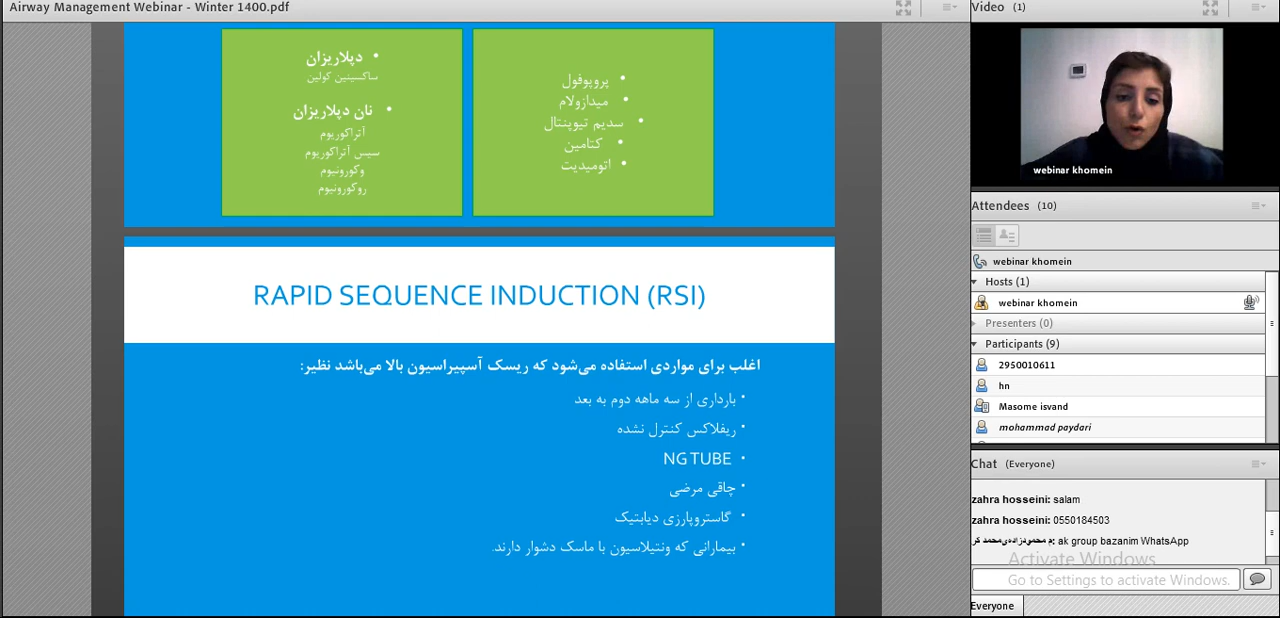 Airway Management Webinar - Winter 1400.pdf
• دپلاریزان
ساکسینین کولین
• نان دپلاریزان
آتراکوریوم
سیس آتراکوریوم
وکورونیوم
روکورونیوم
• پروپوفول
• میدازولام
• سدیم تیوپنتال
• کتامین
• اتومیدیت
RAPID SEQUENCE INDUCTION (RSI)
اغلب برای مواردی استفاده می‌شود که ریسک آسپیراسیون بالا می‌باشد نظیر:
• بارداری از سه ماهه دوم به بعد
• ریفلاکس کنترل نشده
• NG TUBE
• چاقی مرضی
• گاستروپارزی دیابتیک
• بیمارانی که ونتیلاسیون با ماسک دشوار دارند.
Video (1)
webinar khomein
Attendees (10)
webinar khomein
Hosts (1)
webinar khomein
Presenters (0)
Participants (9)
2950010611
hn
Masome isvand
mohammad paydari
Chat (Everyone)
zahra hosseini: salam
zahra hosseini: 0550184503
ak group bazanim WhatsApp
Activate Windows
Go to Settings to activate Windows.
Everyone